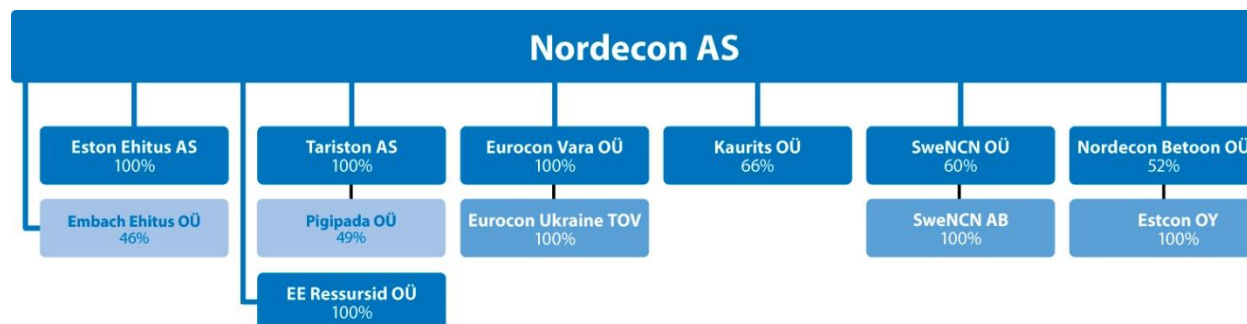 Nordecon AS
Eston Ehitus AS
100%
Tariston AS
100%
Eurocon Vara OÜ
100%
Kaurits OÜ
66%
SweNCN OÜ
60%
Nordecon Betoon OÜ
52%
Embach Ehitus OÜ
46%
Pigipada OÜ
49%
Eurocon Ukraine TOV
100%
SweNCN AB
100%
Estcon OY
100%
EE Ressursid OÜ
100%